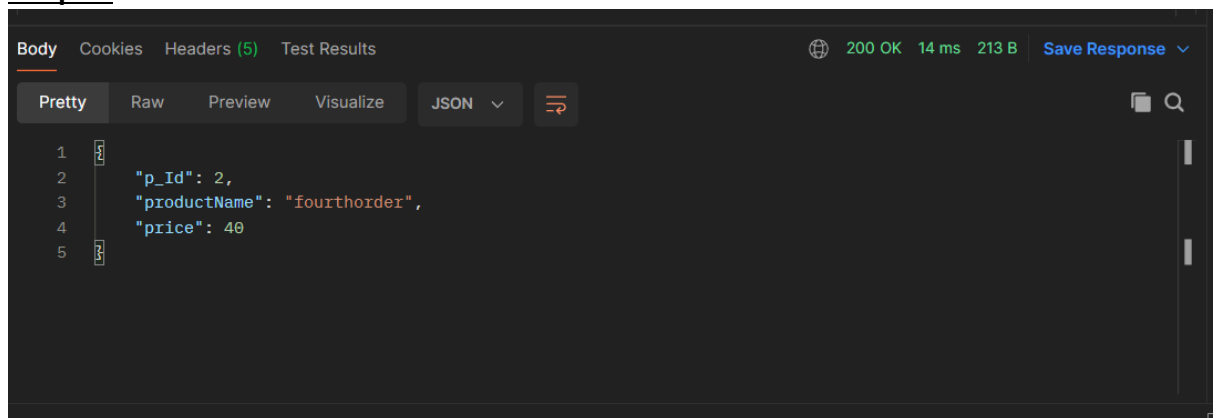 Body Cookies Headers (5) Test Results 200 OK 14 ms 213 B Save Response
Pretty Raw Preview Visualize JSON
1 {
2 "p_Id": 2,
3 "productName": "fourthorder",
4 "price": 40
5 }